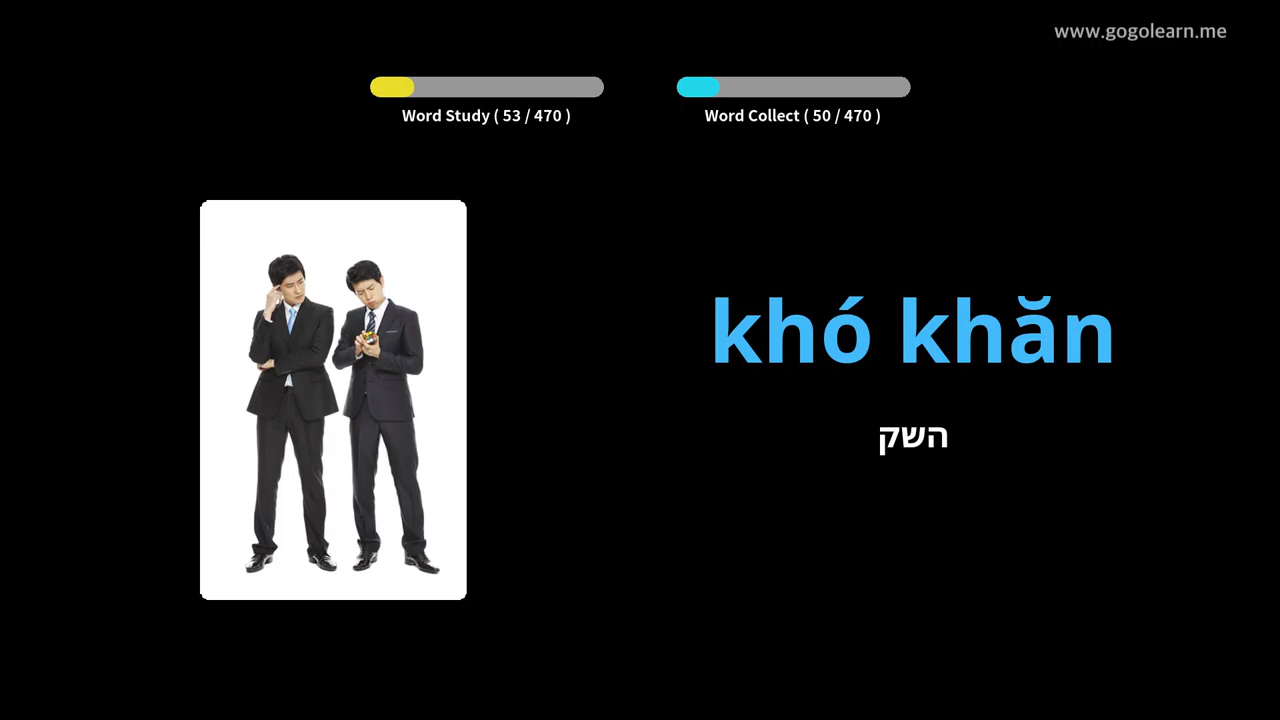 www.gogolearn.me
Word Study ( 53 / 470 )
Word Collect ( 50 / 470 )
khó khăn
השק